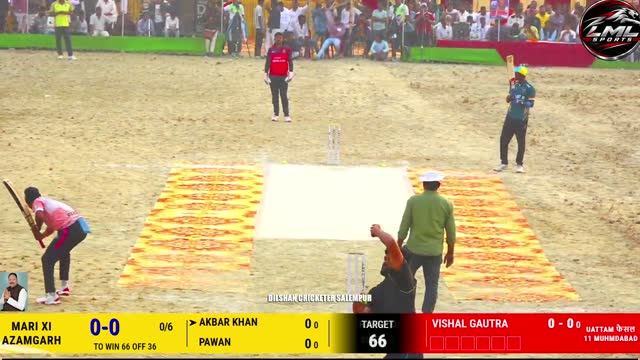 LML
SPORTS
DILSHAN CRICKETER SALEMPUR
MARI XI
AZAMGARH
0-0
0/6
TO WIN 66 OFF 36
AKBAR KHAN 0 0
PAWAN 0 0
TARGET
66
VISHAL GAUTRA 0 - 0 0
UATTAM केसल
11 MUHMDABAD